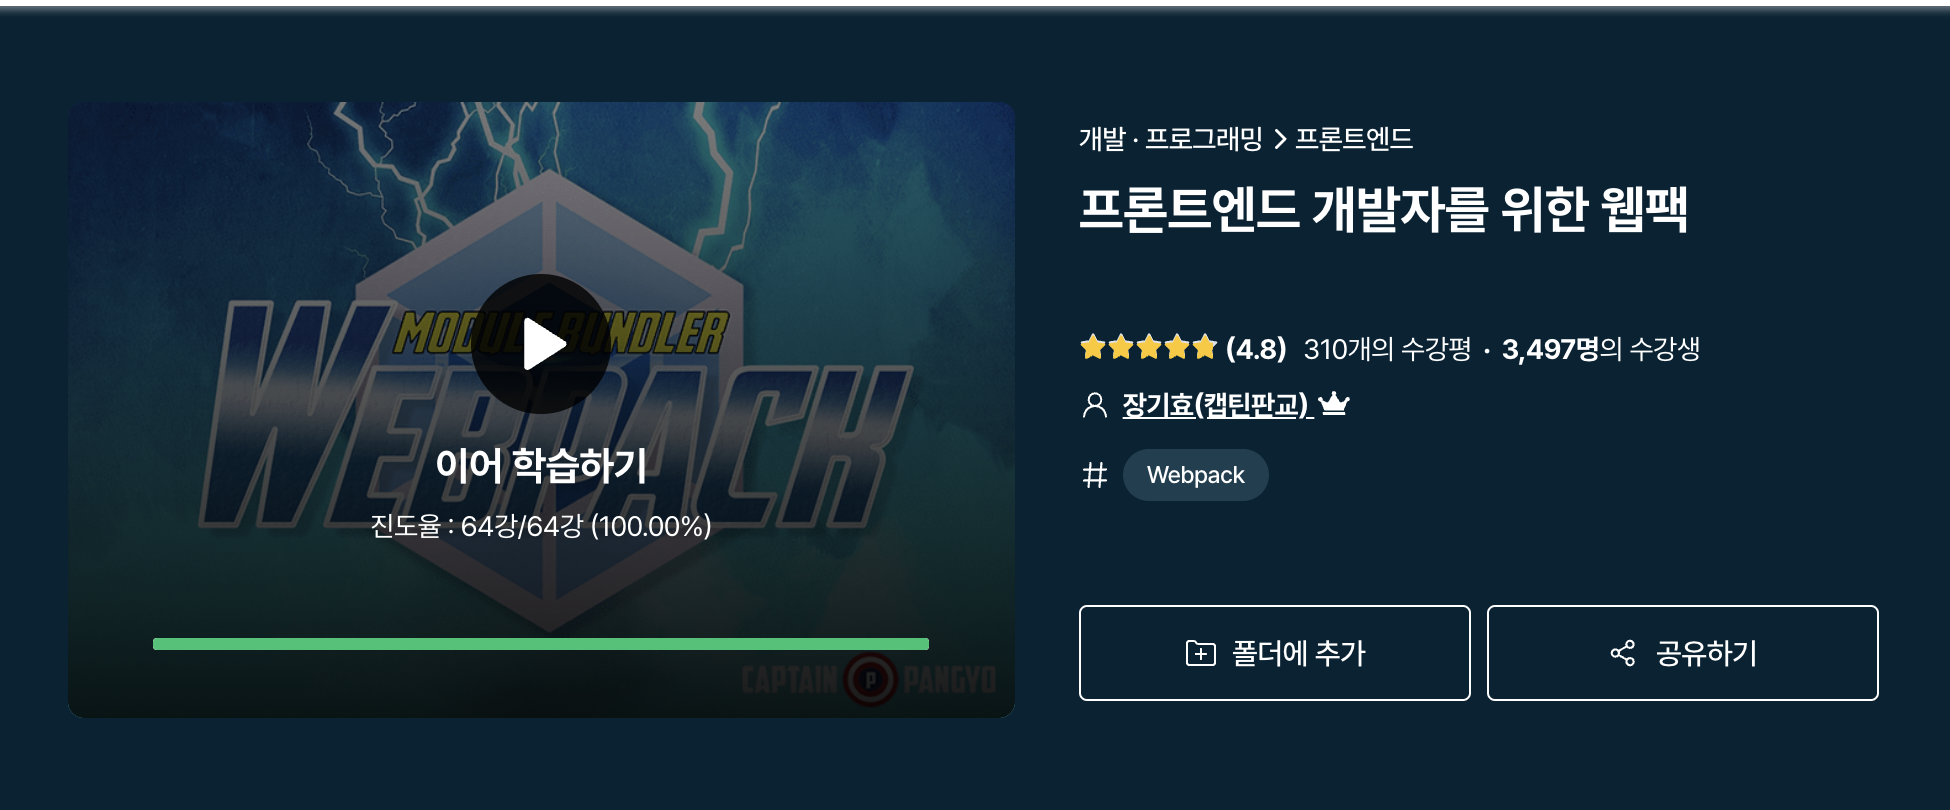 MODULE BUNDLER
WEBPACK
이어 학습하기
진도율 : 64강/64강 (100.00%)
CAPTAIN P PANGYO
개발 · 프로그래밍 > 프론트엔드
프론트엔드 개발자를 위한 웹팩
(4.8) 310개의 수강평 · 3,497명의 수강생
장기효(캡틴판교)
# Webpack
폴더에 추가
공유하기